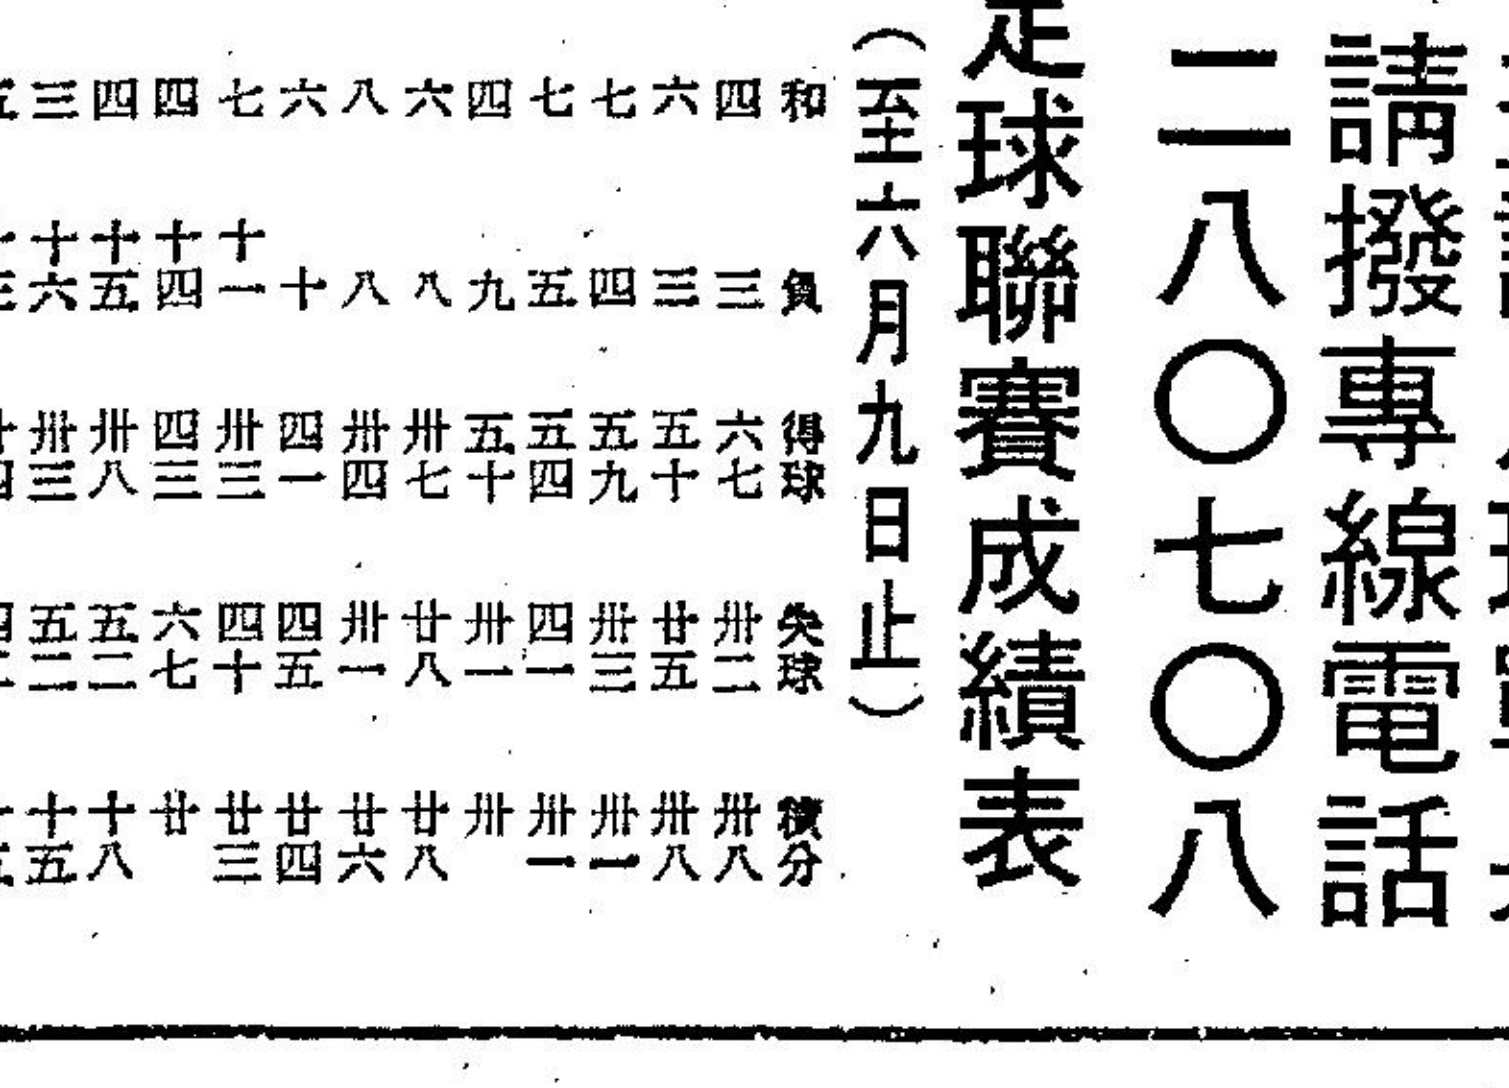 請撥專線電話
二八〇七〇八
足球聯賽成績表
（至六月九日止）
和 負 得球 失球 積分
四 三 六七 卅二 卅八
六 三 五十 廿五 卅八
七 四 五九 卅三 卅一
七 五 五四 四一 卅一
四 九 五十 卅一 卅
六 八 卅七 廿八 廿八
八 八 卅四 卅一 廿六
六 十 四一 四五 廿四
七 十一 卅三 四十 廿三
四 十四 四三 六七 廿
四 十五 卅八 五二 十八
三 十六 卅三 五二 十五